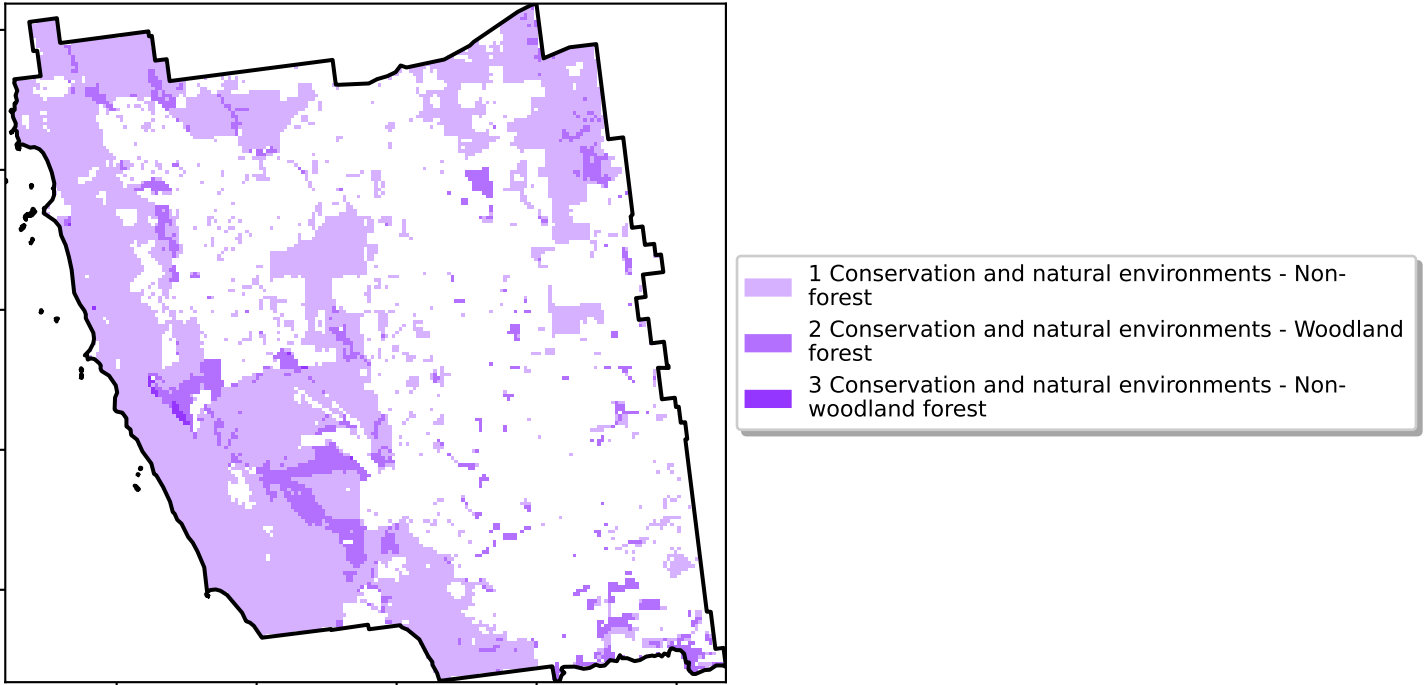 1 Conservation and natural environments - Non-
forest
2 Conservation and natural environments - Woodland
forest
3 Conservation and natural environments - Non-
woodland forest